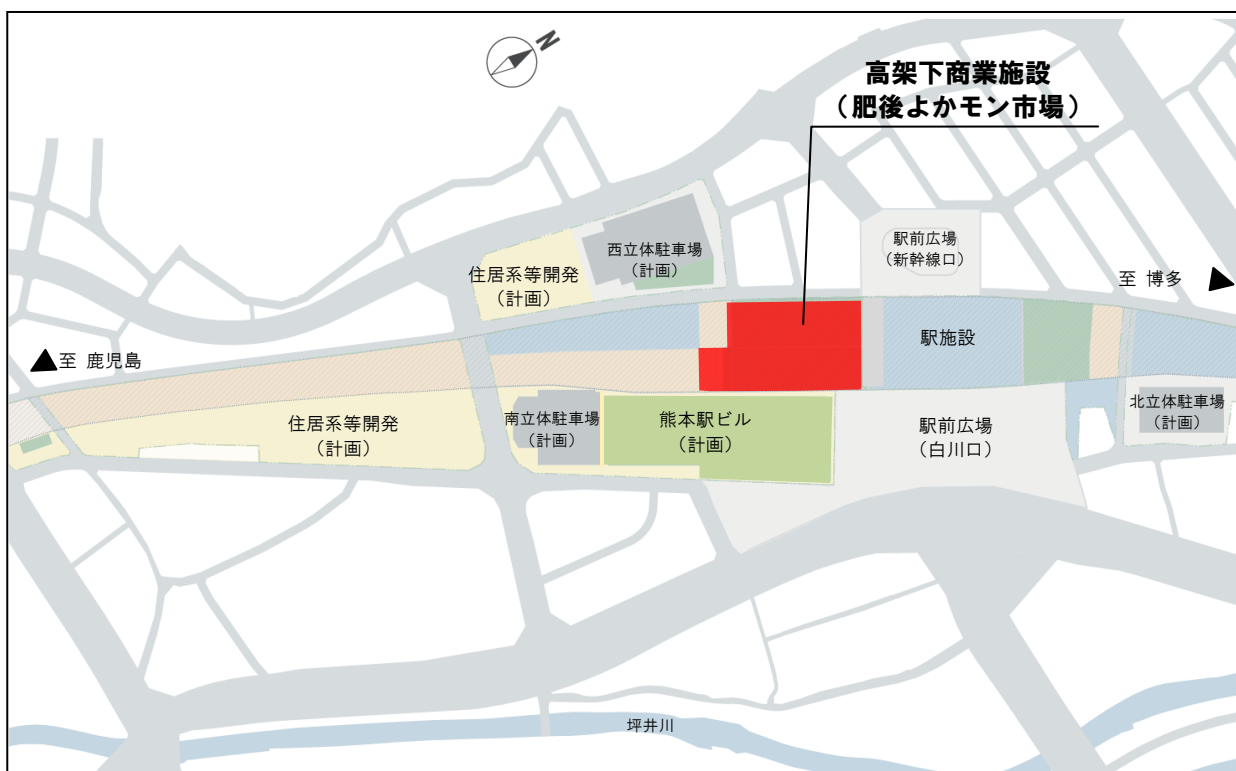 N
高架下商業施設
（肥後よかモン市場）
西立体駐車場
（計画）
駅前広場
（新幹線口）
住居系等開発
（計画）
至 博多
駅施設
至 鹿児島
住居系等開発
（計画）
南立体駐車場
（計画）
熊本駅ビル
（計画）
駅前広場
（白川口）
北立体駐車場
（計画）
坪井川